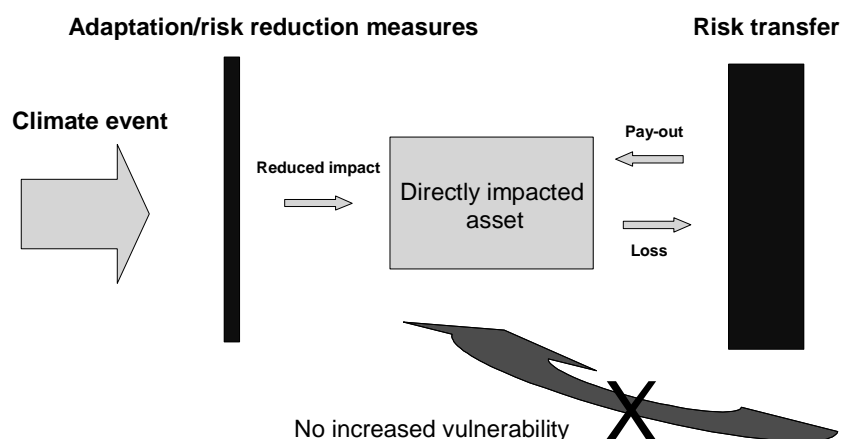 Adaptation/risk reduction measures
Risk transfer
Climate event
Pay-out
Reduced impact
Directly impacted
asset
Loss
No increased vulnerability